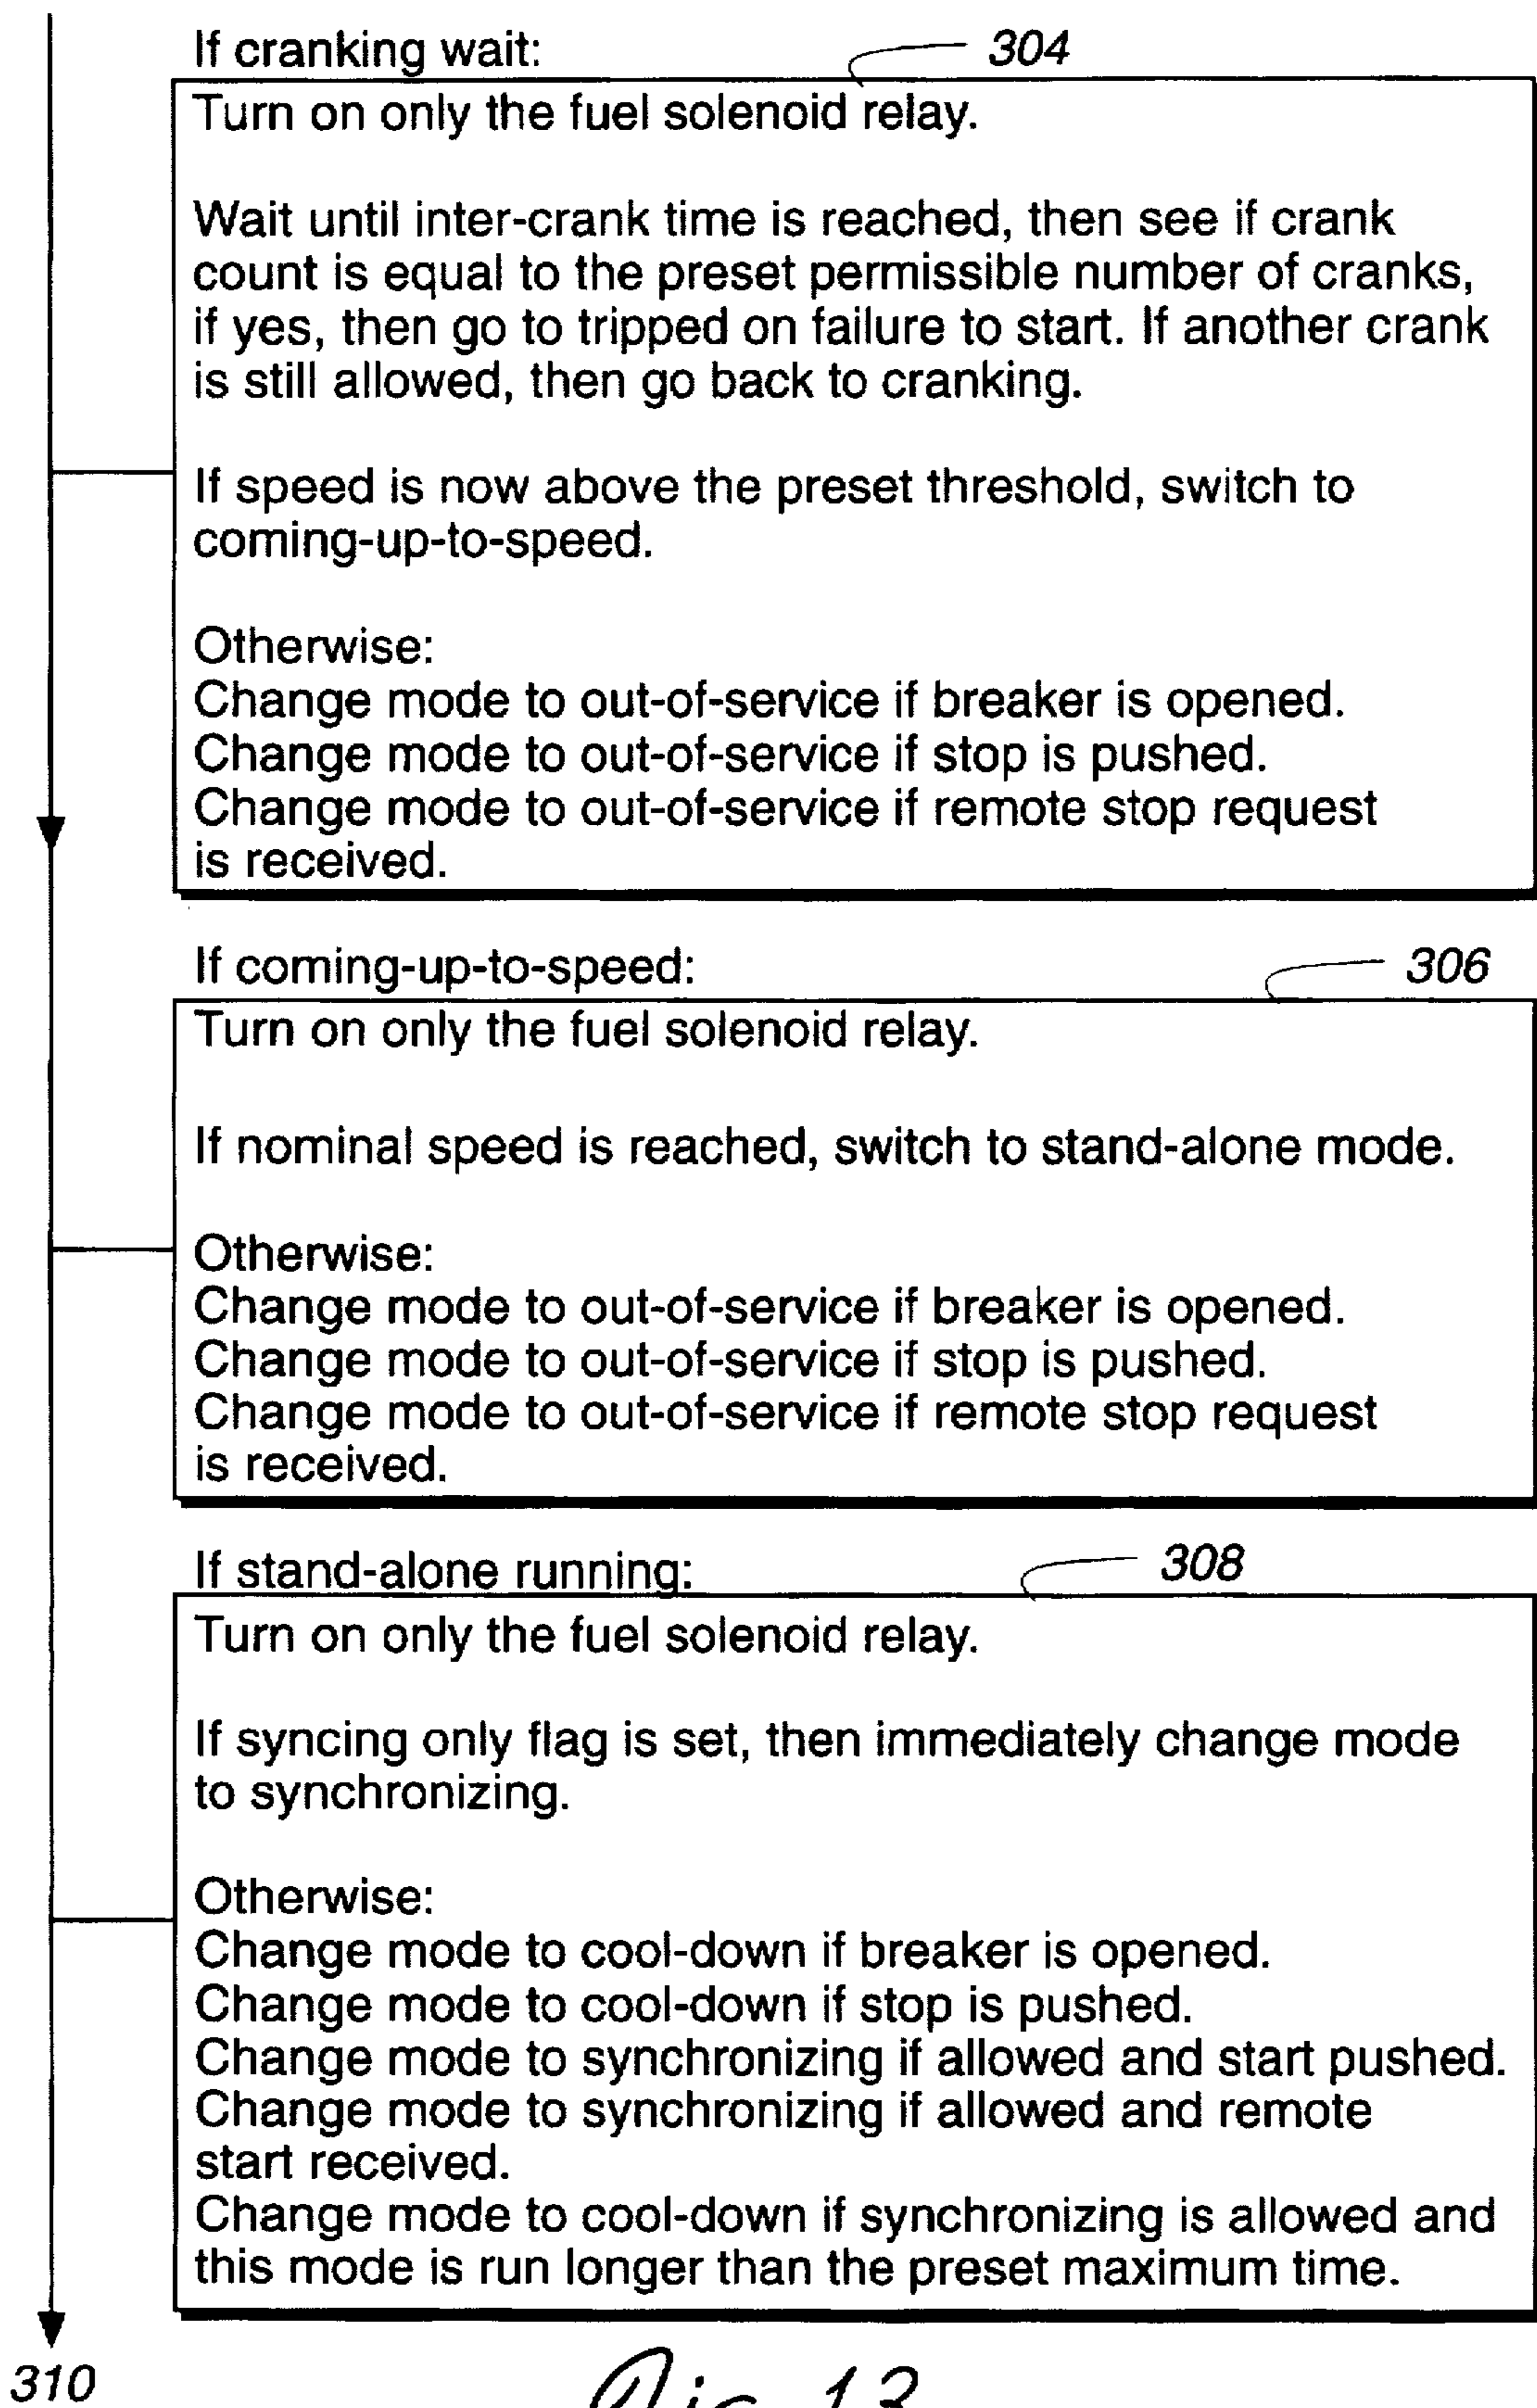 If cranking wait:
304
Turn on only the fuel solenoid relay.
Wait until inter-crank time is reached, then see if crank
count is equal to the preset permissible number of cranks,
if yes, then go to tripped on failure to start. If another crank
is still allowed, then go back to cranking.
If speed is now above the preset threshold, switch to
coming-up-to-speed.
Otherwise:
Change mode to out-of-service if breaker is opened.
Change mode to out-of-service if stop is pushed.
Change mode to out-of-service if remote stop request
is received.
If coming-up-to-speed:
306
Turn on only the fuel solenoid relay.
If nominal speed is reached, switch to stand-alone mode.
Otherwise:
Change mode to out-of-service if breaker is opened.
Change mode to out-of-service if stop is pushed.
Change mode to out-of-service if remote stop request
is received.
If stand-alone running:
308
Turn on only the fuel solenoid relay.
If syncing only flag is set, then immediately change mode
to synchronizing.
Otherwise:
Change mode to cool-down if breaker is opened.
Change mode to cool-down if stop is pushed.
Change mode to synchronizing if allowed and start pushed.
Change mode to synchronizing if allowed and remote
start received.
Change mode to cool-down if synchronizing is allowed and
this mode is run longer than the preset maximum time.
310
Fig. 13